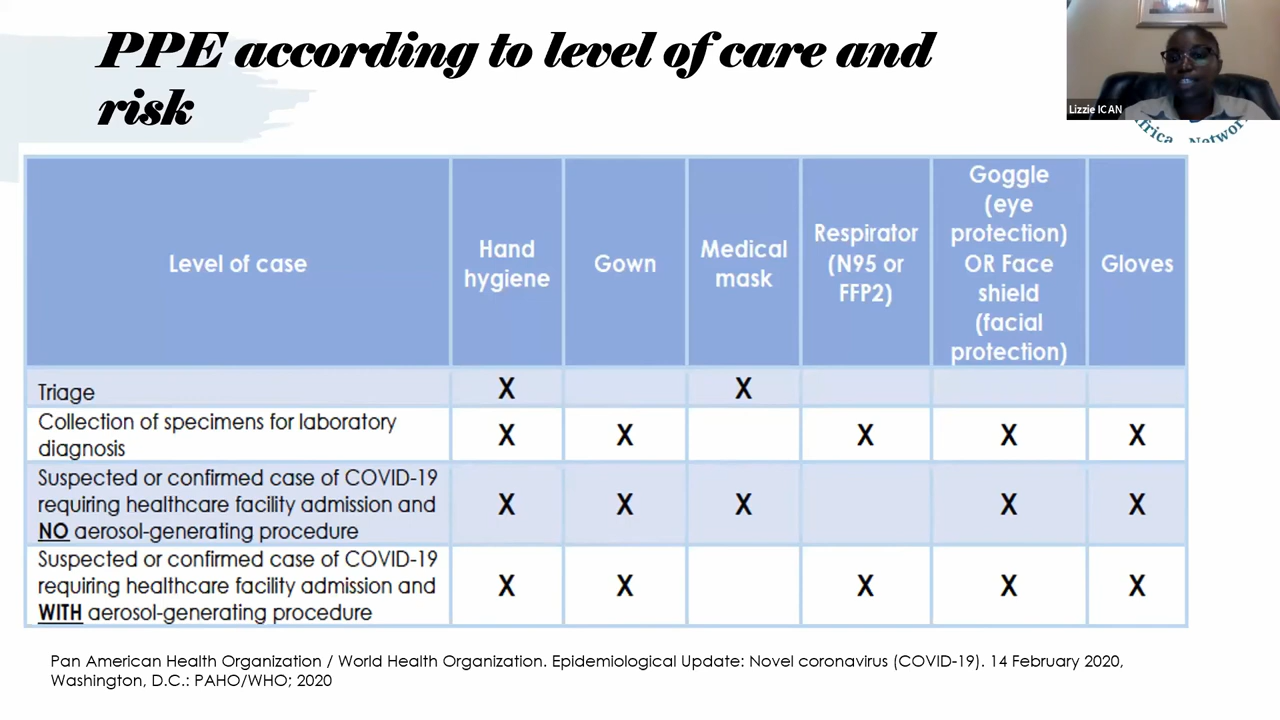 PPE according to level of care and
risk
Lizzie ICAN
Africa Network
Level of case
Hand
hygiene
Gown
Medical
mask
Respirator
(N95 or
FFP2)
Goggle
(eye
protection)
OR Face
shield
(facial
protection)
Gloves
Triage
X
X
Collection of specimens for laboratory
diagnosis
X
X
X
X
X
Suspected or confirmed case of COVID-19
requiring healthcare facility admission and
NO aerosol-generating procedure
X
X
X
X
X
Suspected or confirmed case of COVID-19
requiring healthcare facility admission and
WITH aerosol-generating procedure
X
X
X
X
X
Pan American Health Organization / World Health Organization. Epidemiological Update: Novel coronavirus (COVID-19). 14 February 2020,
Washington, D.C.: PAHO/WHO; 2020